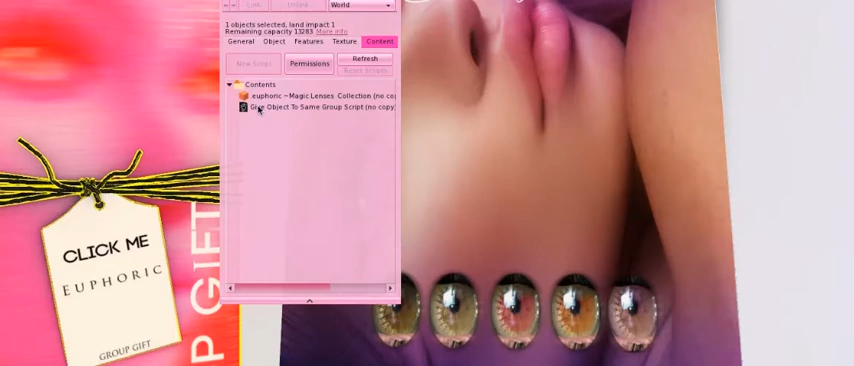 Link
Unlink
World
1 objects selected, land impact 1
Remaining capacity 13283 More info
General
Object
Features
Texture
Content
New Script
Permissions
Refresh
Reset Scripts
Contents
.euphoric ~Magic Lenses Collection (no cop
Give Object To Same Group Script (no copy)
CLICK ME
EUPHORIC
GROUP GIFT
P GIFT